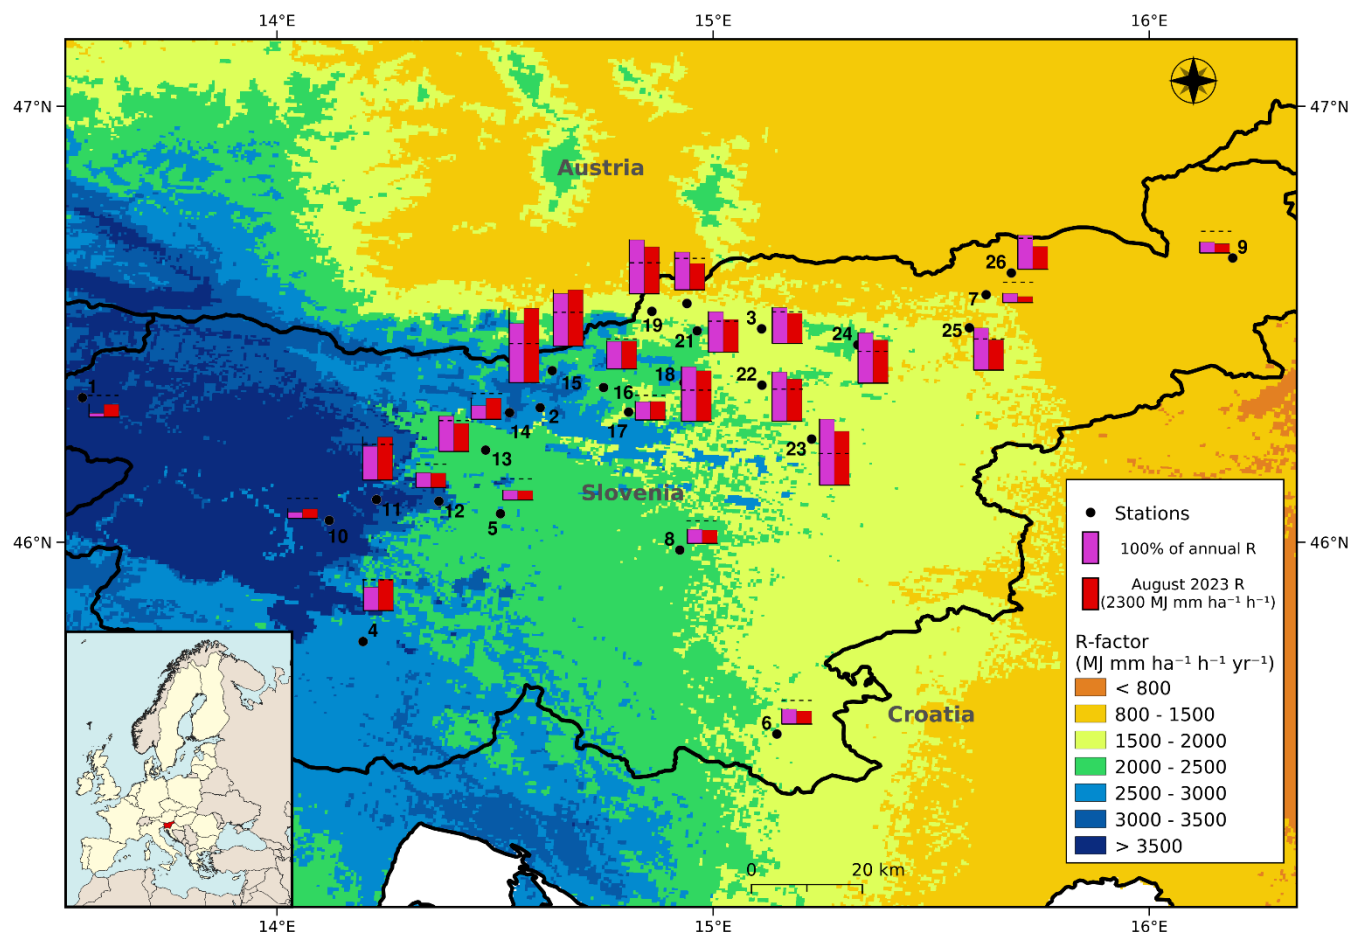 14°E
15°E
16°E
47°N
47°N
Austria
9
26
7
3
19
21
24
25
15
18
22
16
1
2
14
17
23
13
Slovenia
12
11
5
10
8
46°N
46°N
4
6
Croatia
Stations
100% of annual R
August 2023 R
(2300 MJ mm ha⁻¹ h⁻¹)
R-factor
(MJ mm ha⁻¹ h⁻¹ yr⁻¹)
< 800
800 - 1500
1500 - 2000
2000 - 2500
2500 - 3000
3000 - 3500
> 3500
0
20 km
14°E
15°E
16°E